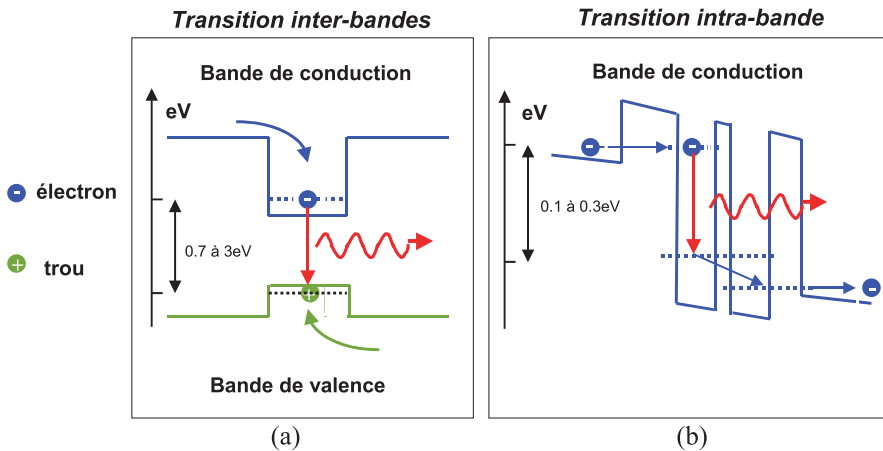 Transition inter-bandes
Transition intra-bande
Bande de conduction
eV
- électron
-
0.7 à 3eV
+ trou
+
Bande de valence
(a)
Bande de conduction
eV
- -
0.1 à 0.3eV
-
(b)